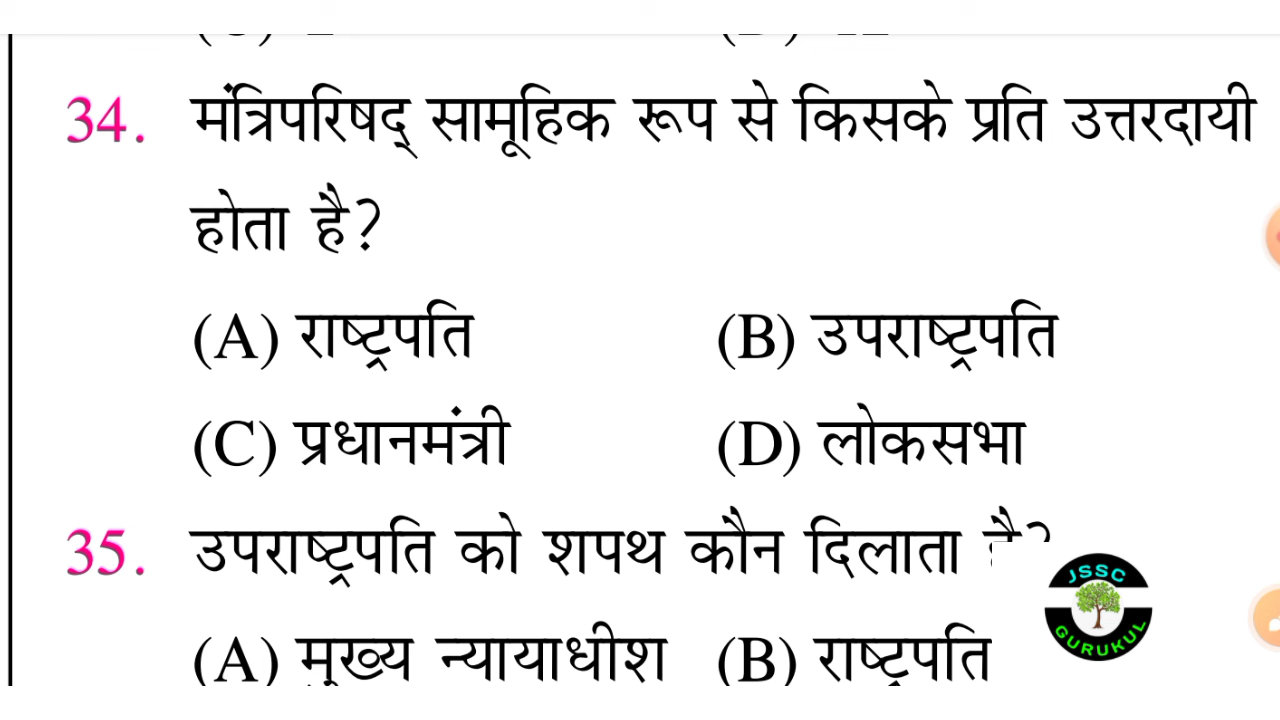 34. मंत्रिपरिषद् सामूहिक रूप से किसके प्रति उत्तरदायी
होता है?
(A) राष्ट्रपति (B) उपराष्ट्रपति
(C) प्रधानमंत्री (D) लोकसभा
35. उपराष्ट्रपति को शपथ कौन दिलाता है?
(A) मुख्य न्यायाधीश (B) राष्ट्रपति
JSSC
GURUKUL